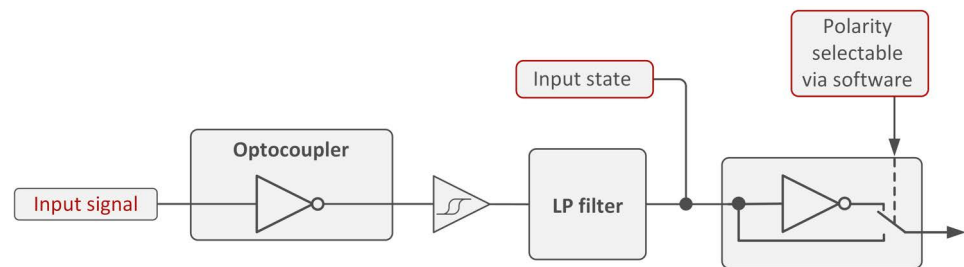 Polarity
selectable
via software
Input state
Optocoupler
Input signal
LP filter